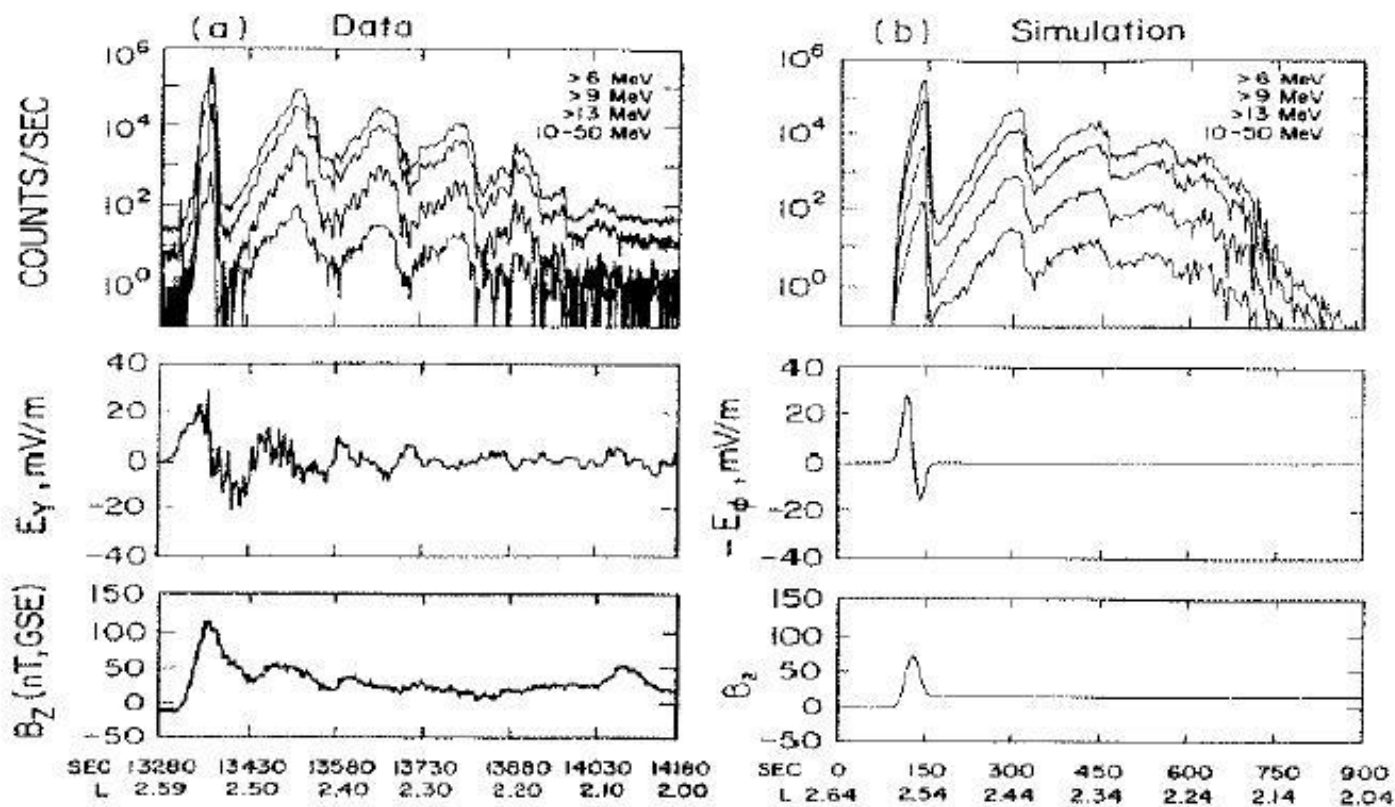 (a) Data
10^6
10^4
10^2
10^0
COUNTS/SEC
>6 MeV
>9 MeV
>13 MeV
10-50 MeV
40
20
0
-20
-40
E_Y, mV/m
150
100
50
0
-50
B_Z (nT, GSE)
SEC 13280 13430 13580 13730 13880 14030 14180
L 2.59 2.50 2.40 2.30 2.20 2.10 2.00
(b) Simulation
10^6
10^4
10^2
10^0
>6 MeV
>9 MeV
>13 MeV
10-50 MeV
40
20
0
-20
-40
-E_ϕ, mV/m
150
100
50
0
-50
B_z
SEC 0 150 300 450 600 750 900
L 2.64 2.54 2.44 2.34 2.24 2.14 2.04